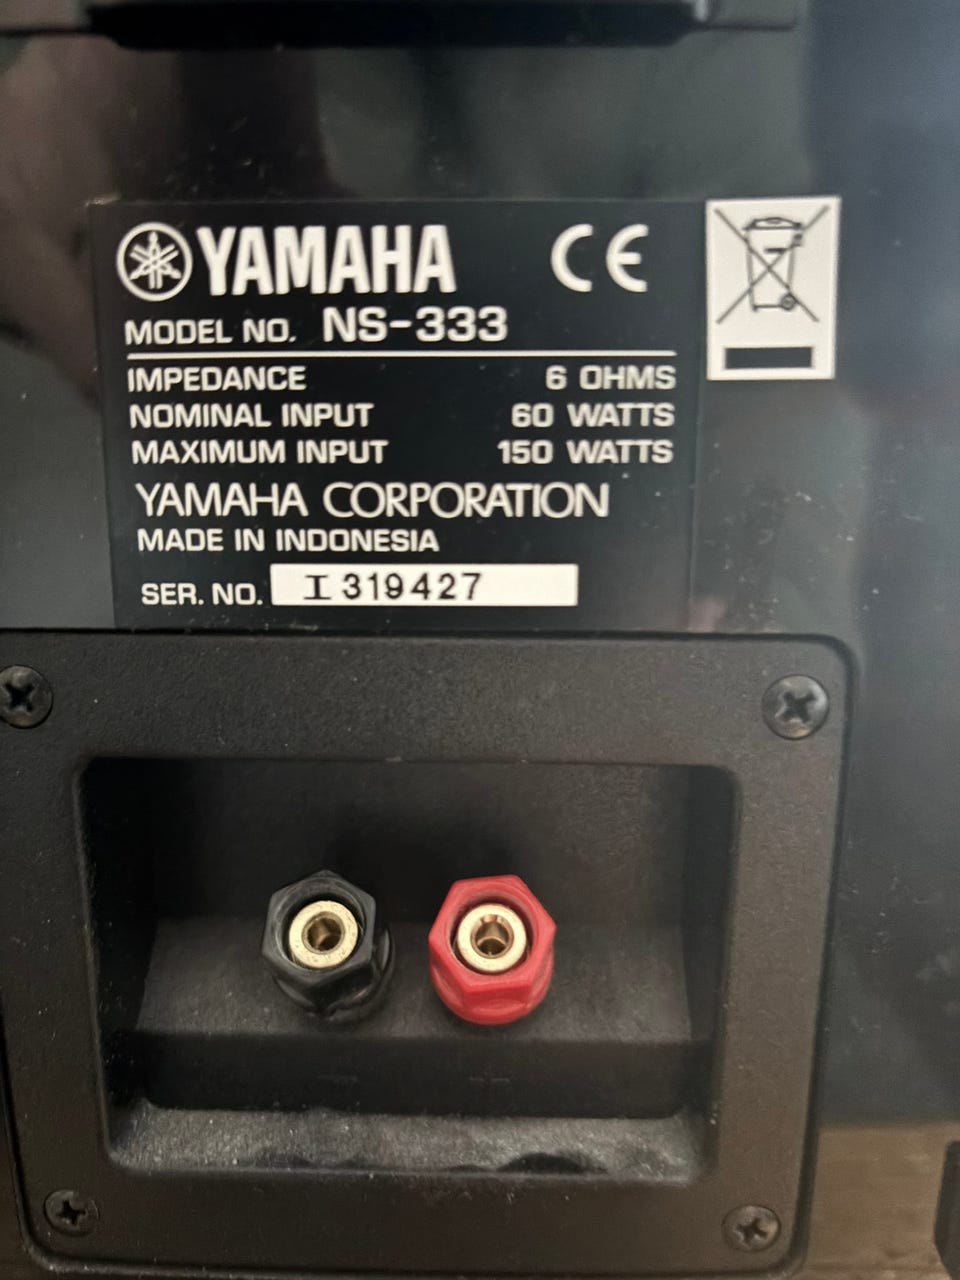 YAMAHA CE
MODEL NO. NS-333
IMPEDANCE 6 OHMS
NOMINAL INPUT 60 WATTS
MAXIMUM INPUT 150 WATTS
YAMAHA CORPORATION
MADE IN INDONESIA
SER. NO. I 319427